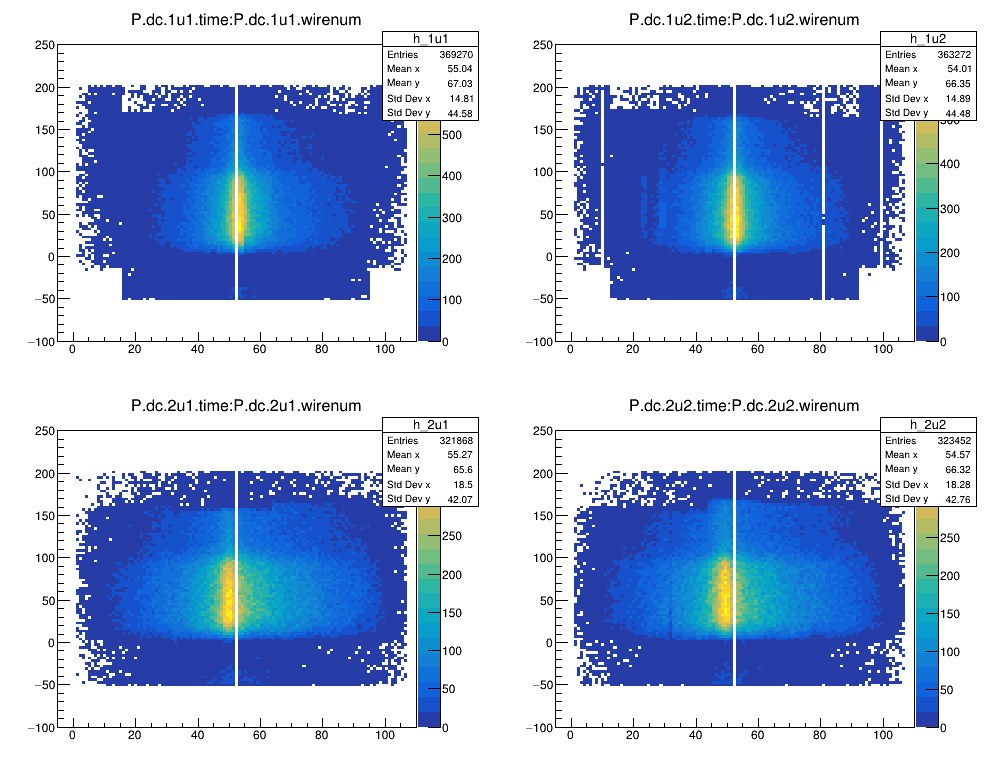 P.dc.1u1.time:P.dc.1u1.wirenum
h_1u1
Entries 369270
Mean x 55.04
Mean y 67.03
Std Dev x 14.81
Std Dev y 44.58
250
200
150
100
50
0
−50
−100
0 20 40 60 80 100
500
400
300
200
100
0
P.dc.1u2.time:P.dc.1u2.wirenum
h_1u2
Entries 363272
Mean x 54.01
Mean y 66.35
Std Dev x 14.89
Std Dev y 44.48
250
200
150
100
50
0
−50
−100
0 20 40 60 80 100
500
400
300
200
100
0
P.dc.2u1.time:P.dc.2u1.wirenum
h_2u1
Entries 321868
Mean x 55.27
Mean y 65.6
Std Dev x 18.5
Std Dev y 42.07
250
200
150
100
50
0
−50
−100
0 20 40 60 80 100
250
200
150
100
50
0
P.dc.2u2.time:P.dc.2u2.wirenum
h_2u2
Entries 323452
Mean x 54.57
Mean y 66.32
Std Dev x 18.28
Std Dev y 42.76
250
200
150
100
50
0
−50
−100
0 20 40 60 80 100
250
200
150
100
50
0